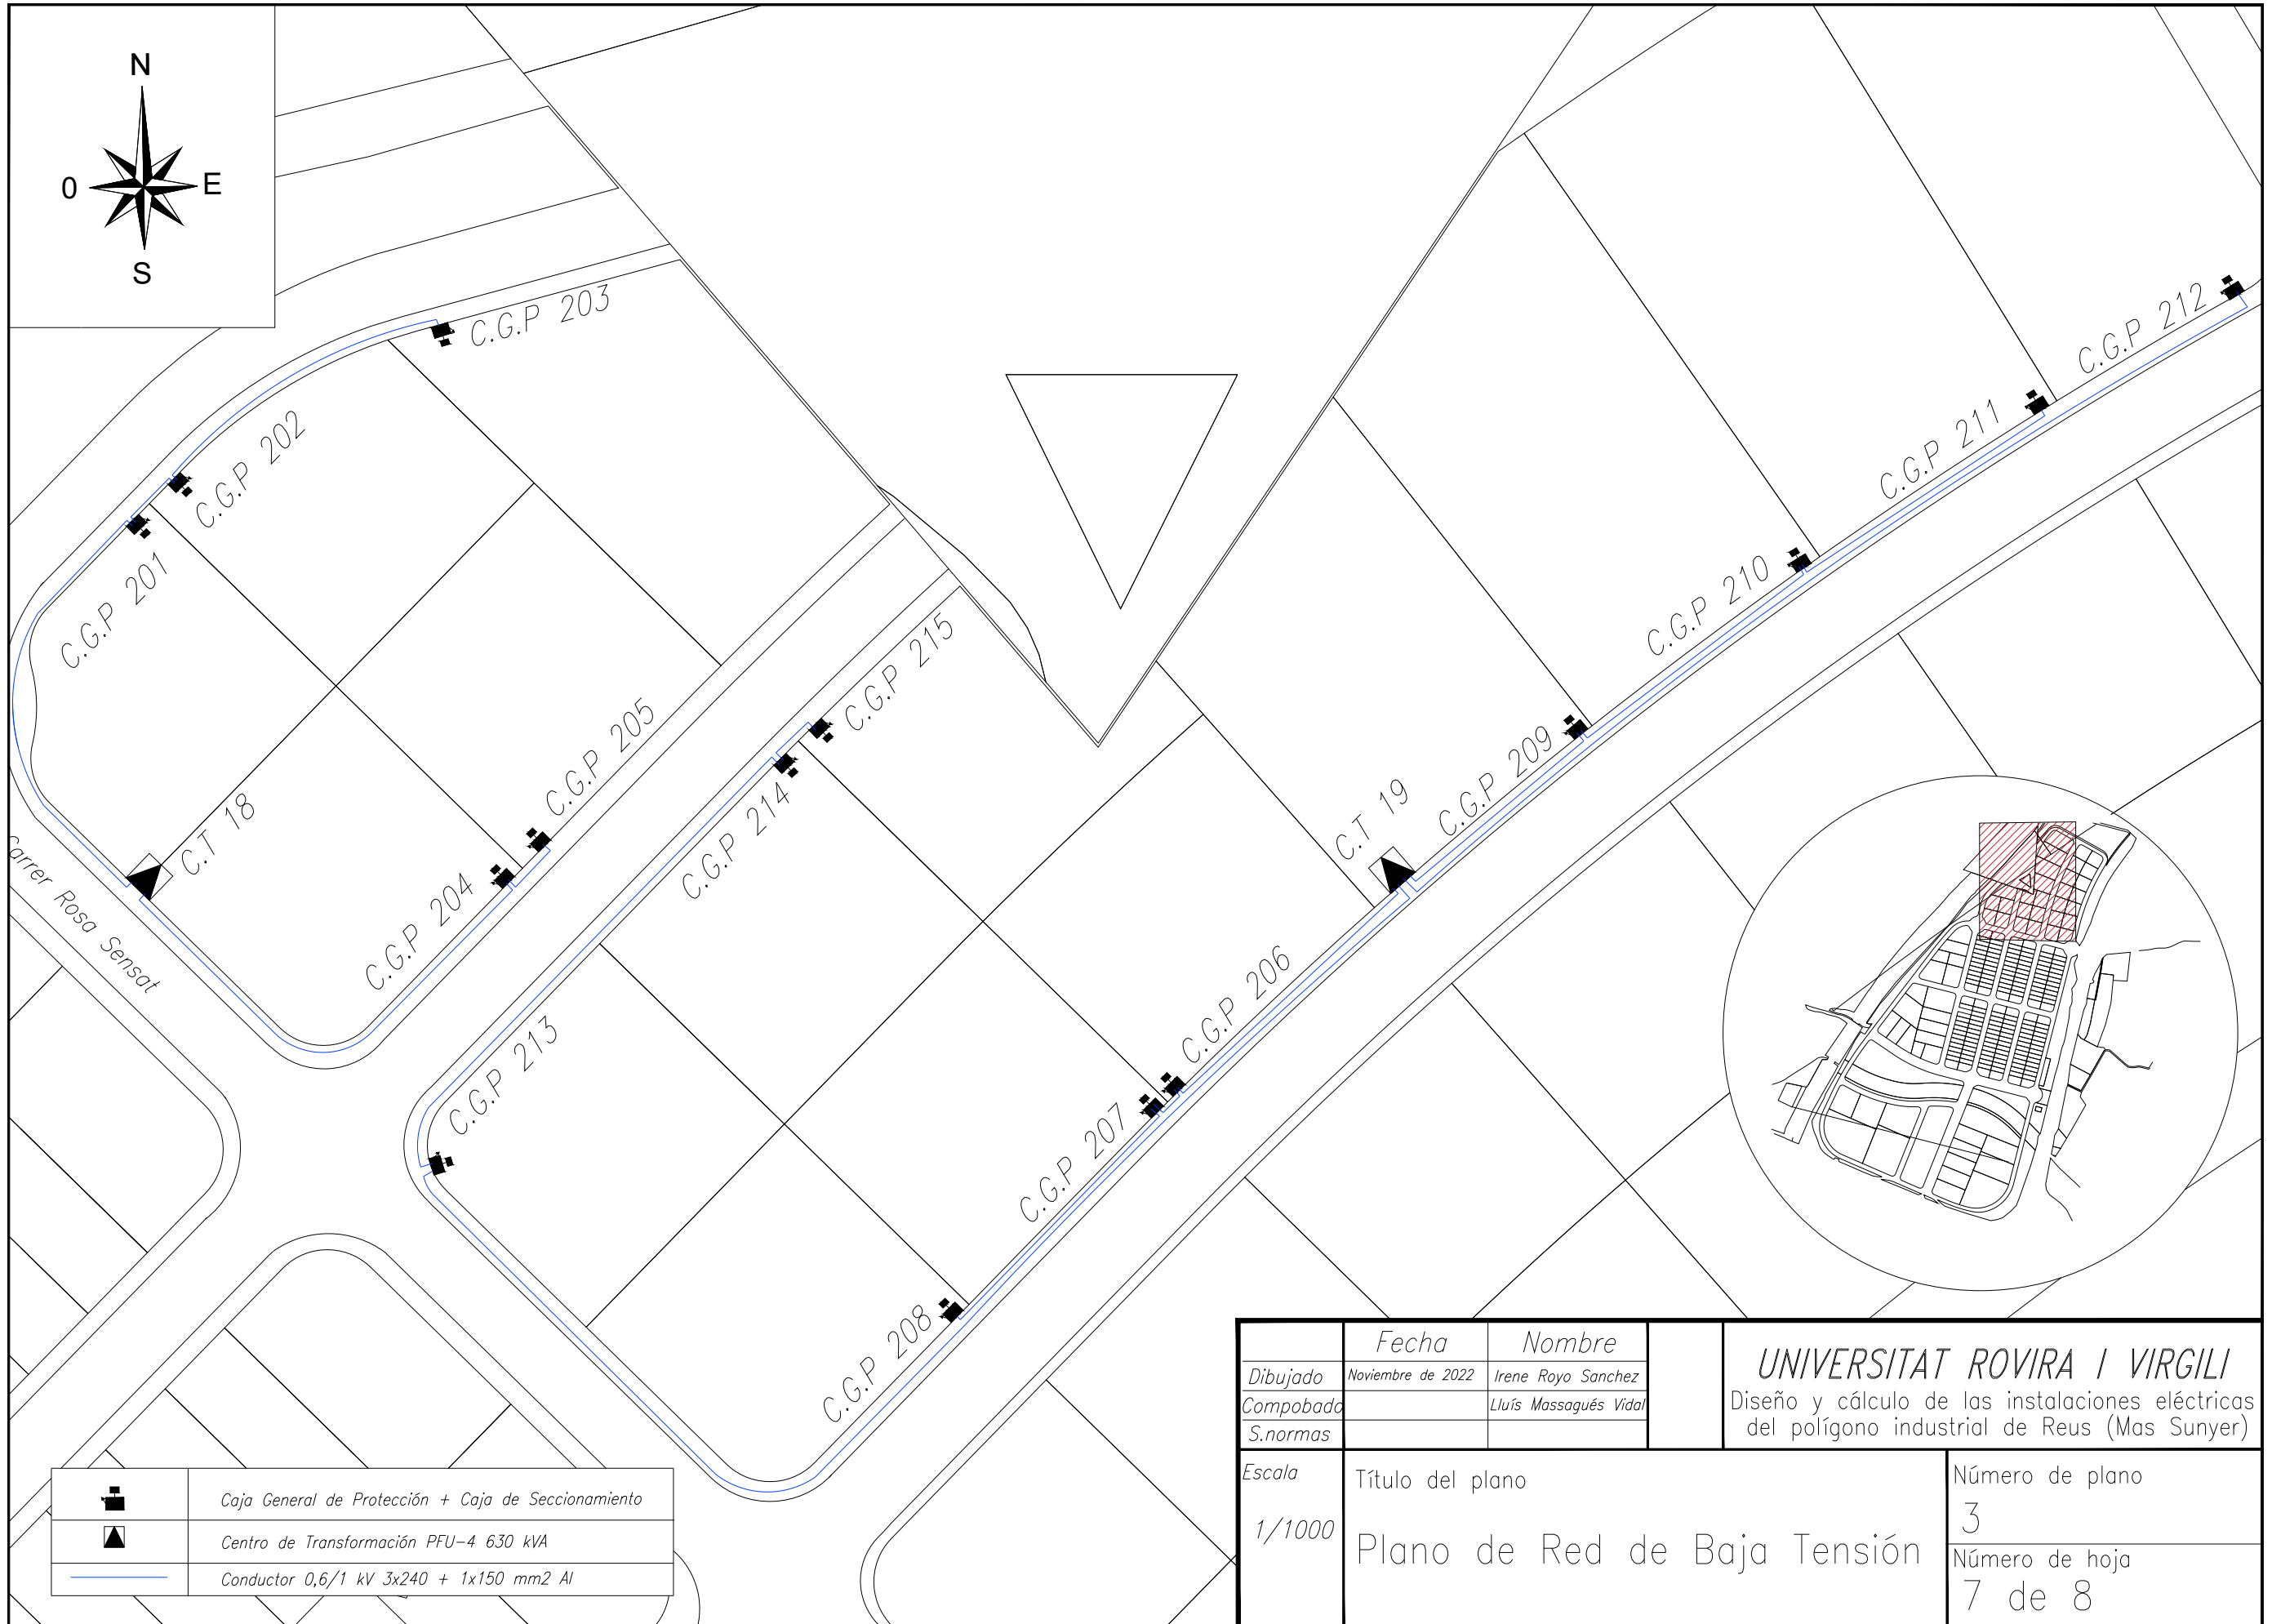 N
O
E
S
C.G.P 203
C.G.P 212
C.G.P 202
C.G.P 211
C.G.P 201
C.G.P 210
C.G.P 215
C.G.P 205
C.G.P 209
C.T 19
C.T 18
C.G.P 214
C.G.P 204
Carrer Rosa Sensat
C.G.P 206
C.G.P 213
C.G.P 207
C.G.P 208
Caja General de Protección + Caja de Seccionamiento
Centro de Transformación PFU-4 630 kVA
Conductor 0,6/1 kV 3x240 + 1x150 mm2 Al
Fecha Nombre
Dibujado Noviembre de 2022 Irene Royo Sanchez
Compobado Lluís Massagués Vidal
S.normas
UNIVERSITAT ROVIRA I VIRGILI
Diseño y cálculo de las instalaciones eléctricas
del polígono industrial de Reus (Mas Sunyer)
Escala
1/1000
Título del plano
Plano de Red de Baja Tensión
Número de plano
3
Número de hoja
7 de 8